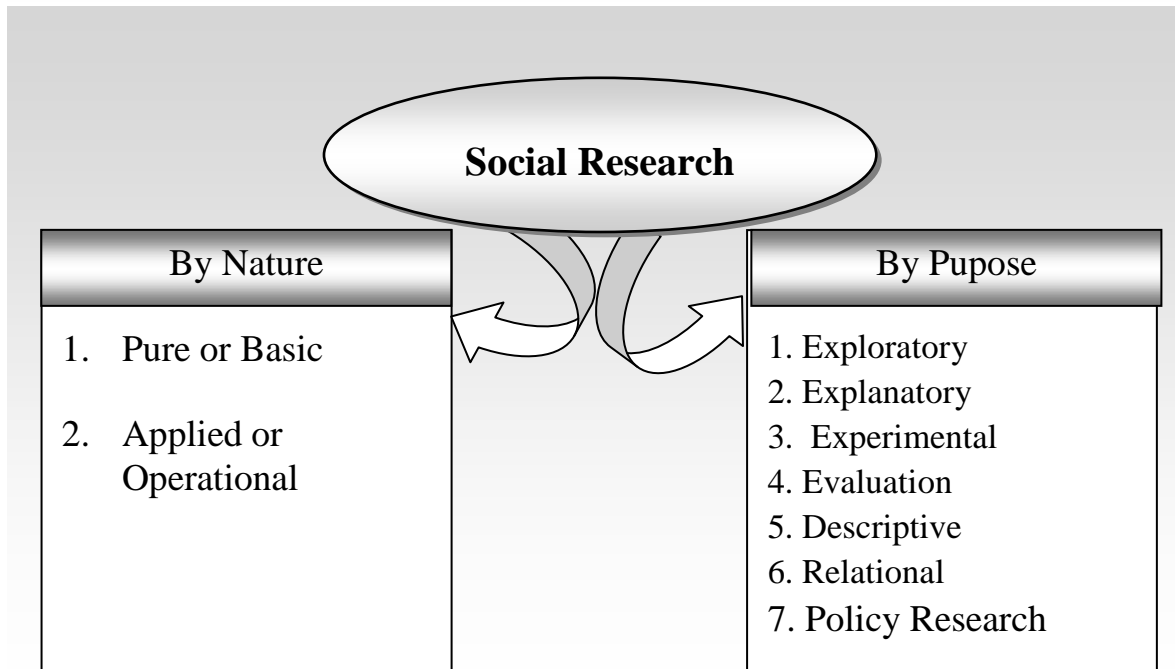 Social Research
By Nature
1. Pure or Basic
2. Applied or
Operational
By Pupose
1. Exploratory
2. Explanatory
3. Experimental
4. Evaluation
5. Descriptive
6. Relational
7. Policy Research